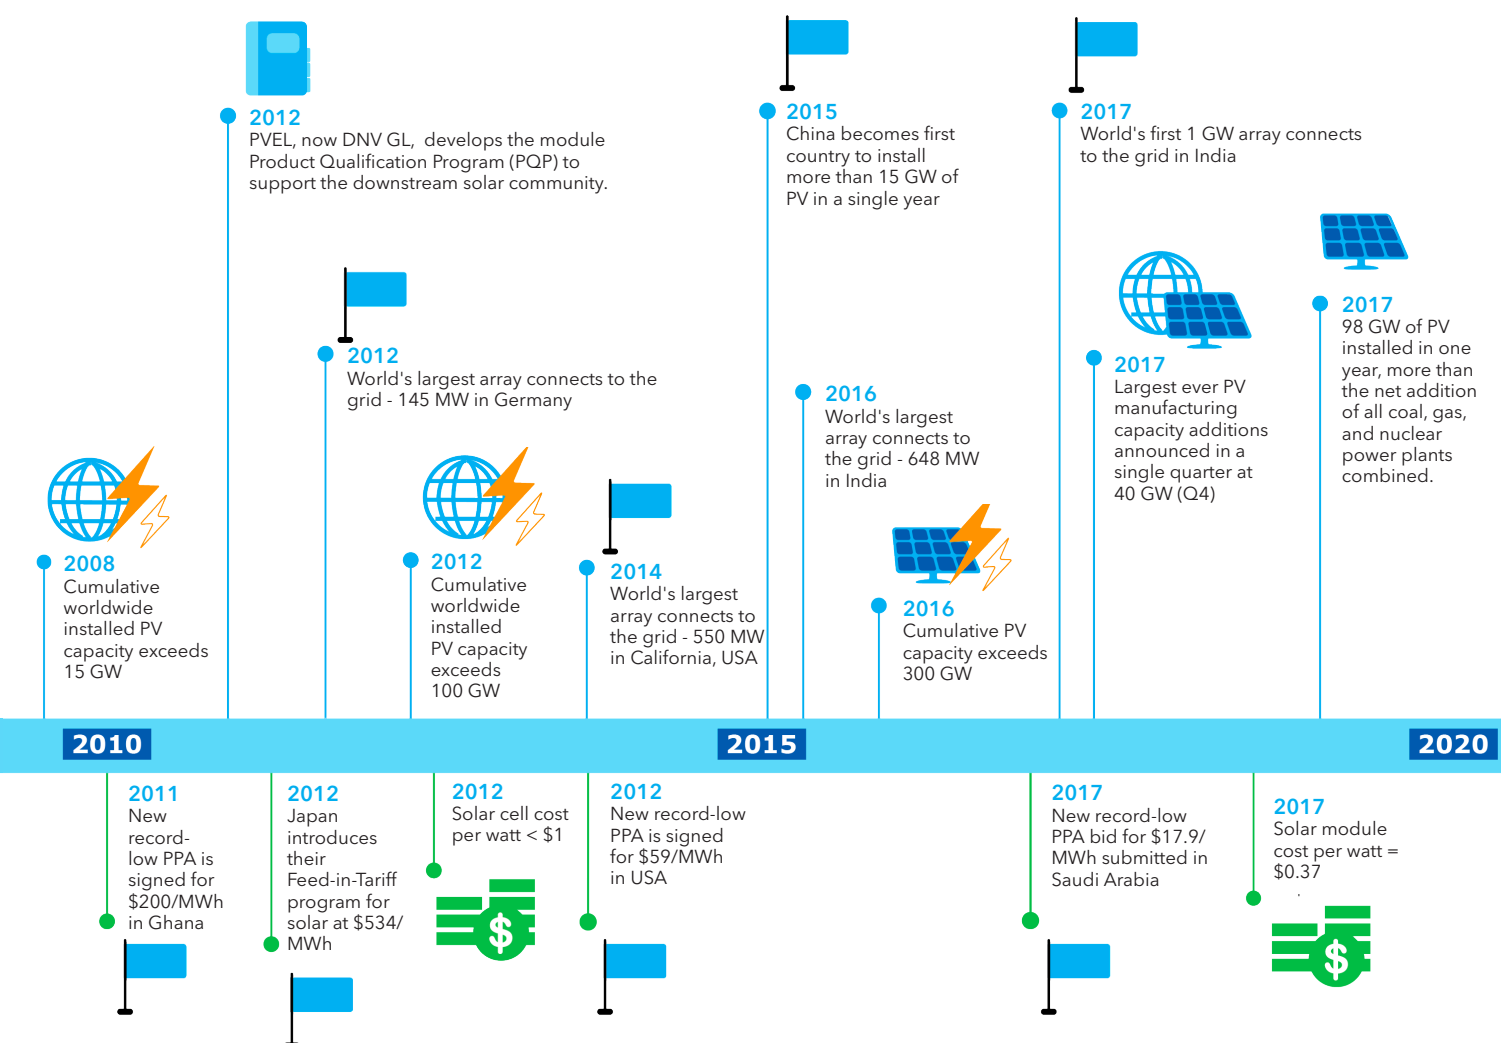 2012
PVEL, now DNV GL, develops the module
Product Qualification Program (PQP) to
support the downstream solar community.
2015
China becomes first
country to install
more than 15 GW of
PV in a single year
2017
World's first 1 GW array connects
to the grid in India
2012
World's largest array connects to the
grid - 145 MW in Germany
2016
World's largest
array connects to
the grid - 648 MW
in India
2017
Largest ever PV
manufacturing
capacity additions
announced in a
single quarter at
40 GW (Q4)
2017
98 GW of PV
installed in one
year, more than
the net addition
of all coal, gas,
and nuclear
power plants
combined.
2008
Cumulative
worldwide
installed PV
capacity exceeds
15 GW
2012
Cumulative
worldwide
installed
PV capacity
exceeds
100 GW
2014
World's largest
array connects to
the grid - 550 MW
in California, USA
2016
Cumulative PV
capacity exceeds
300 GW
2010
2015
2020
2011
New
record-
low PPA is
signed for
$200/MWh
in Ghana
2012
Japan
introduces
their
Feed-in-Tariff
program for
solar at $534/
MWh
2012
Solar cell cost
per watt < $1
2012
New record-low
PPA is signed
for $59/MWh
in USA
2017
New record-low
PPA bid for $17.9/
MWh submitted in
Saudi Arabia
2017
Solar module
cost per watt =
$0.37
$
$